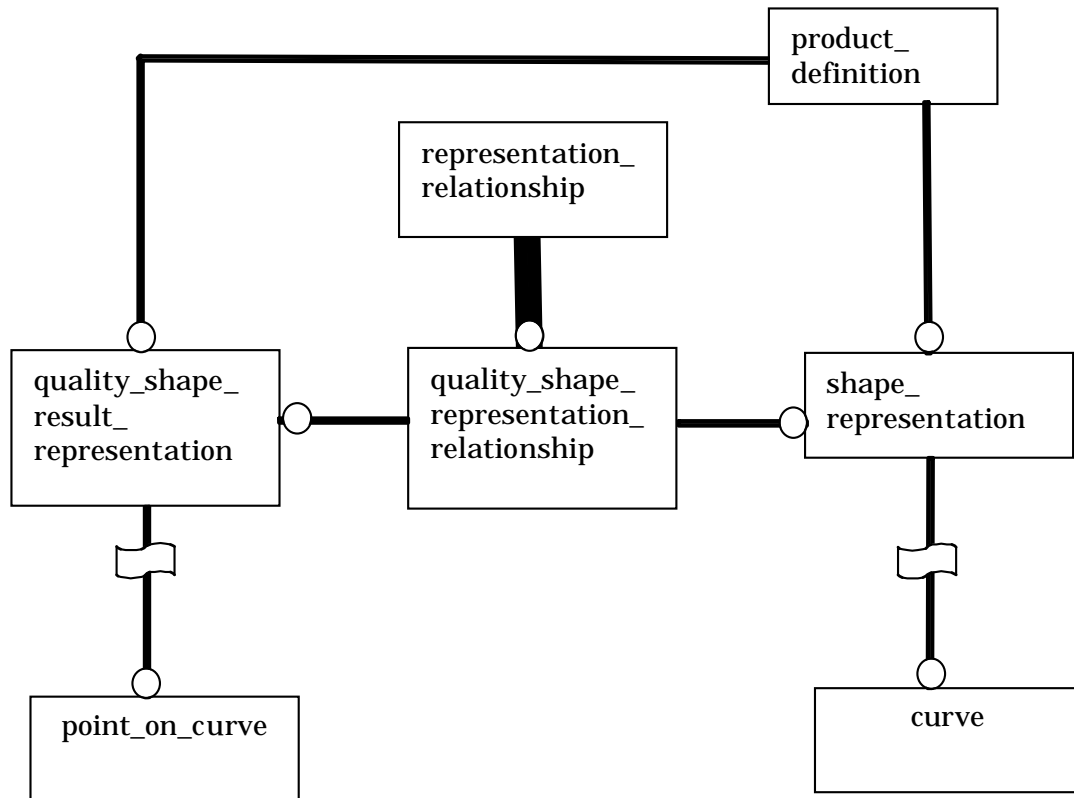 product_
definition
representation_
relationship
quality_shape_
result_
representation
quality_shape_
representation_
relationship
shape_
representation
point_on_curve
curve